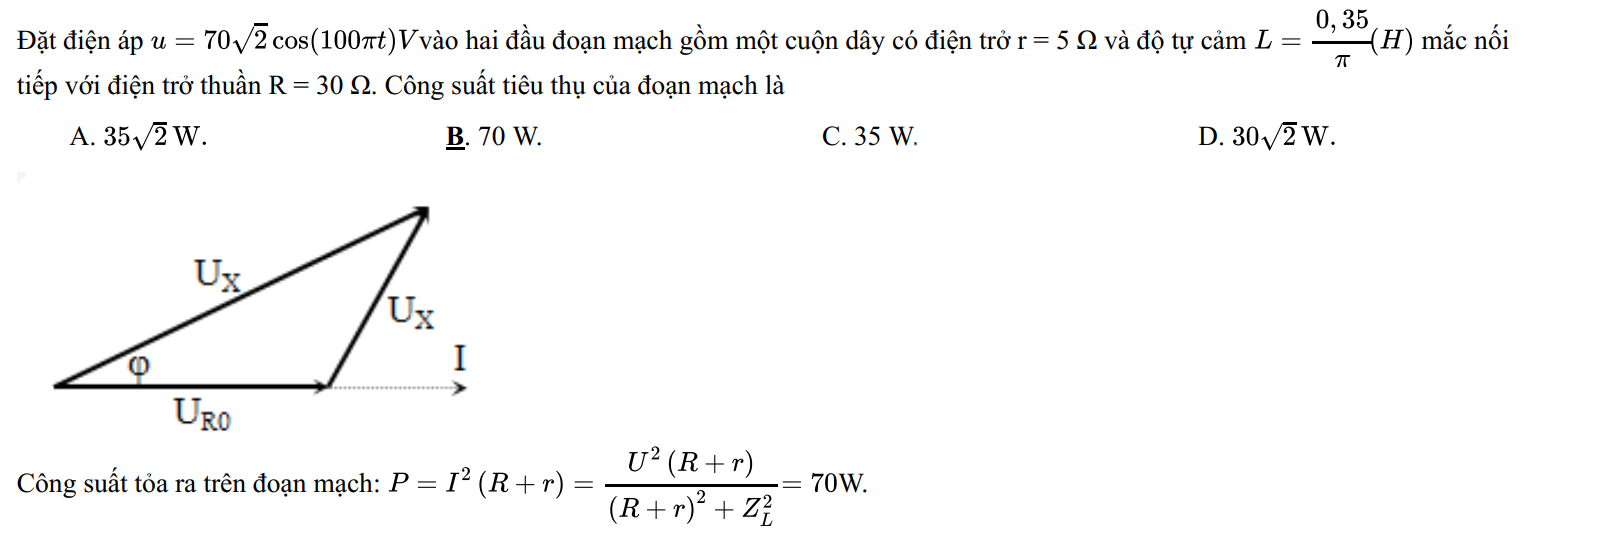 Đặt điện áp $u = 70\sqrt{2}\cos(100\pi t)V$ vào hai đầu đoạn mạch gồm một cuộn dây có điện trở r = 5 Ω và độ tự cảm $L = \frac{0,35}{\pi}(H)$ mắc nối
tiếp với điện trở thuần R = 30 Ω. Công suất tiêu thụ của đoạn mạch là
A. $35\sqrt{2}$ W. B. 70 W. C. 35 W. D. $30\sqrt{2}$ W.
U_X
U_X
φ
I
U_{R0}
Công suất tỏa ra trên đoạn mạch: $P = I^2(R+r) = \frac{U^2(R+r)}{(R+r)^2+Z_L^2} = 70$W.